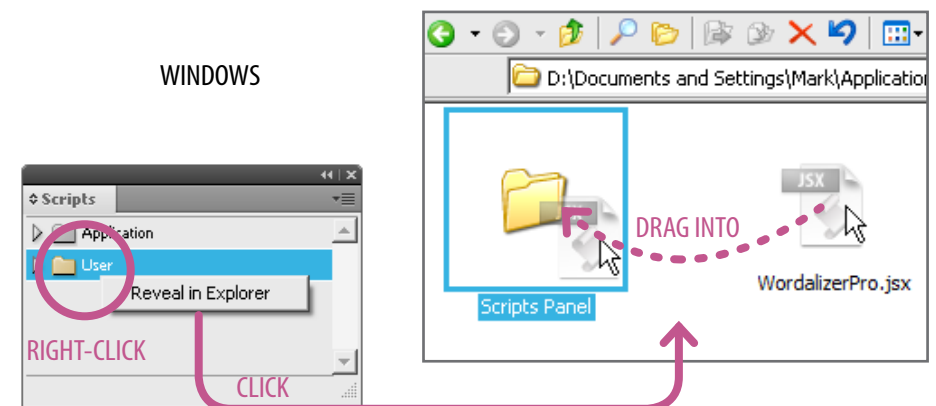 WINDOWS
D:\Documents and Settings\Mark\Application
Scripts
Application
User
Reveal in Explorer
RIGHT-CLICK
CLICK
JSX
DRAG INTO
WordalizerPro.jsx
Scripts Panel